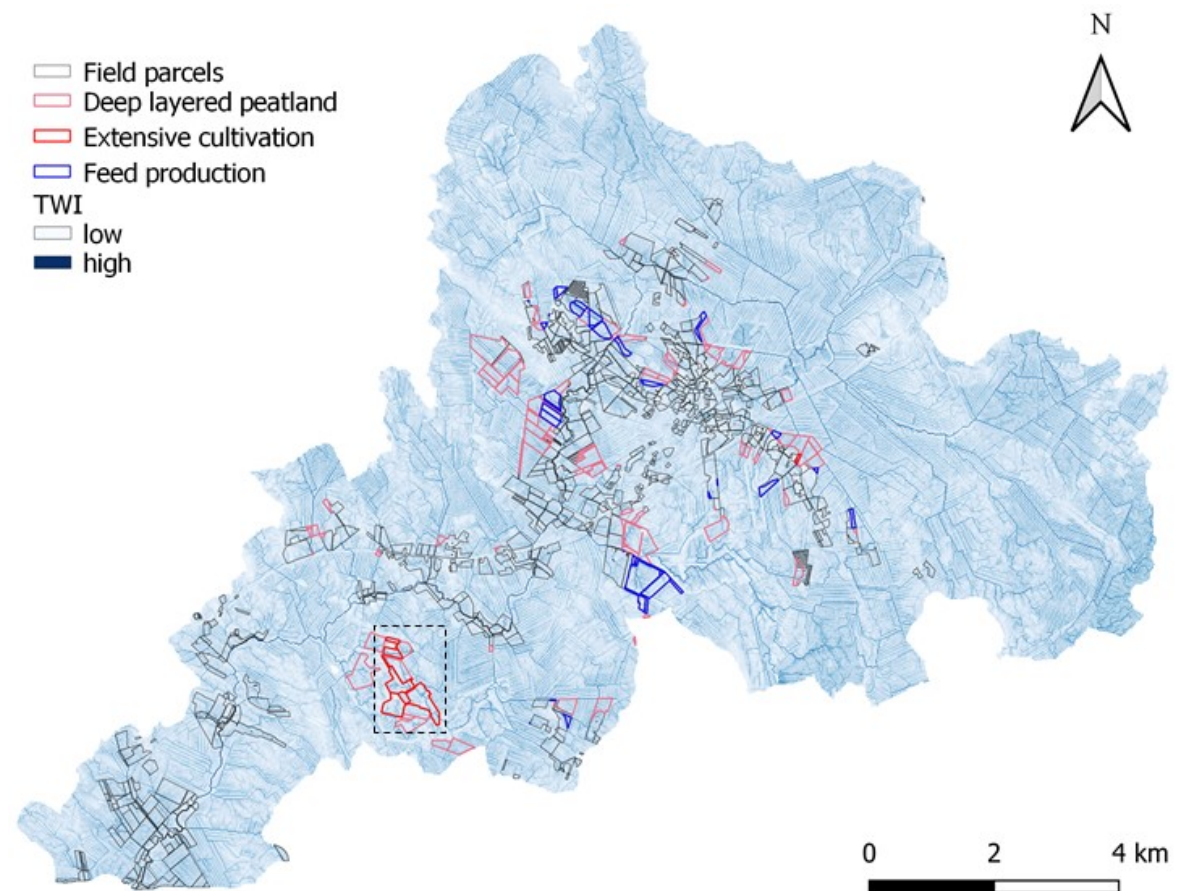 N
Field parcels
Deep layered peatland
Extensive cultivation
Feed production
TWI
low
high
0 2 4 km